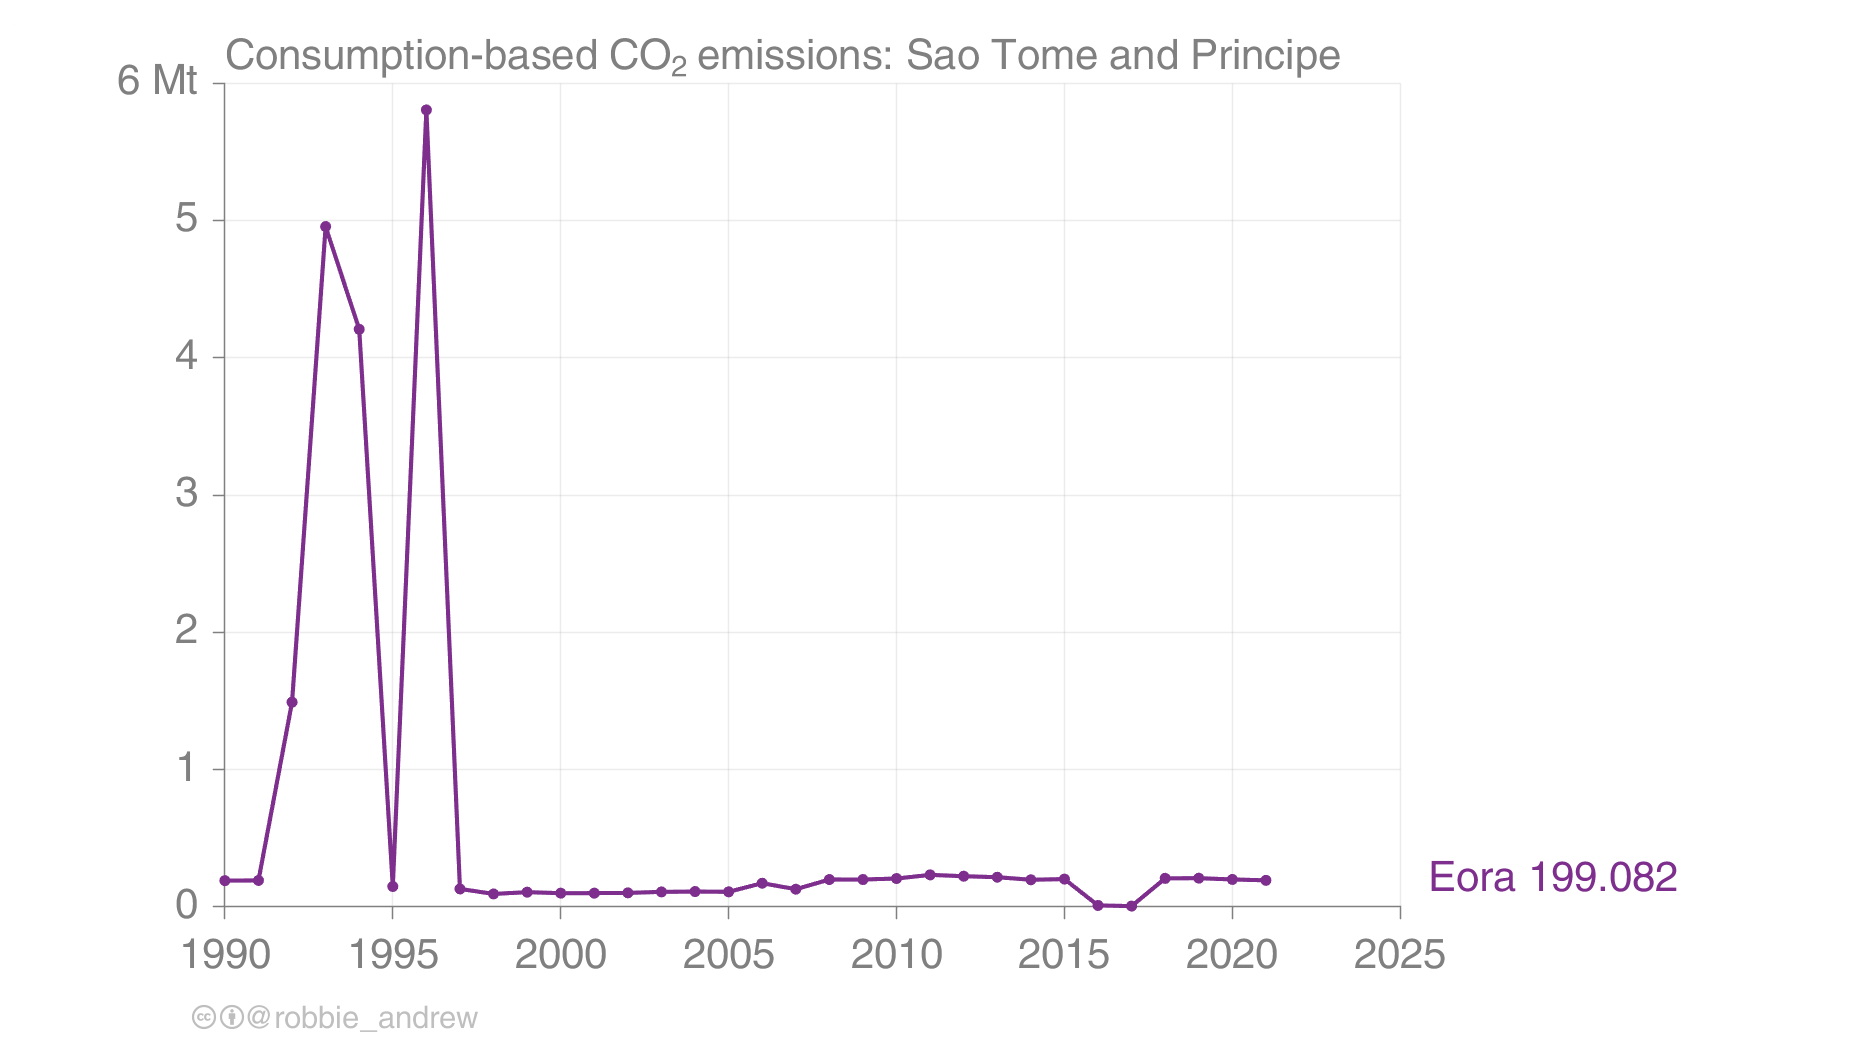 Consumption-based CO₂ emissions: Sao Tome and Principe
6 Mt
5
4
3
2
1
0
1990 1995 2000 2005 2010 2015 2020 2025
Eora 199.082
cc @robbie_andrew